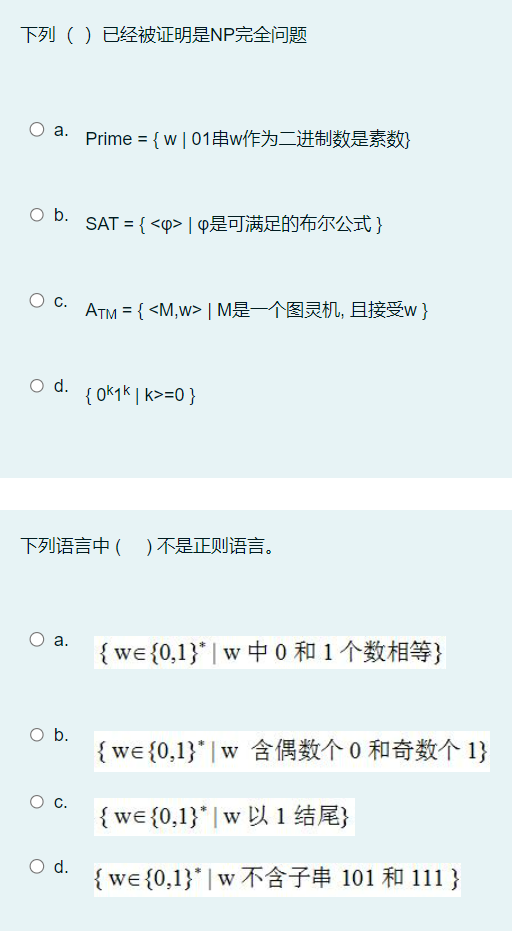 下列（ ）已经被证明是NP完全问题
a. Prime = { w | 01串w作为二进制数是素数}
b. SAT = { <φ> | φ是可满足的布尔公式 }
c. ATM = { <M,w> | M是一个图灵机, 且接受w }
d. { 0ᵏ1ᵏ | k>=0 }
下列语言中 ( ) 不是正则语言。
a. { w∈{0,1}* | w 中 0 和 1 个数相等}
b. { w∈{0,1}* | w 含偶数个 0 和奇数个 1}
c. { w∈{0,1}* | w 以 1 结尾}
d. { w∈{0,1}* | w 不含子串 101 和 111 }